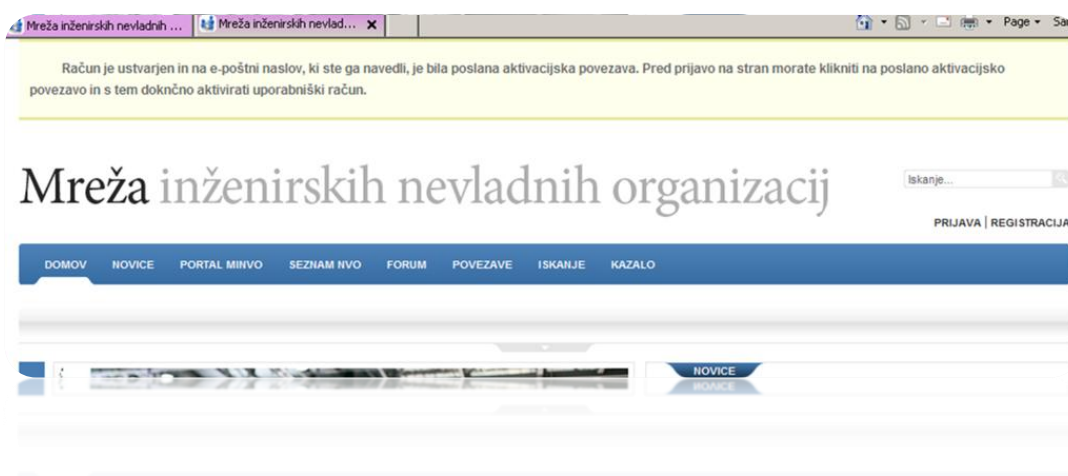 Mreža inženirskih nevladnih ...
Mreža inženirskih nevlad...
Page
Račun je ustvarjen in na e-poštni naslov, ki ste ga navedli, je bila poslana aktivacijska povezava. Pred prijavo na stran morate klikniti na poslano aktivacijsko
povezavo in s tem doknčno aktivirati uporabniški račun.
Mreža inženirskih nevladnih organizacij
Iskanje...
PRIJAVA | REGISTRACIJA
DOMOV NOVICE PORTAL MINVO SEZNAM NVO FORUM POVEZAVE ISKANJE KAZALO
NOVICE